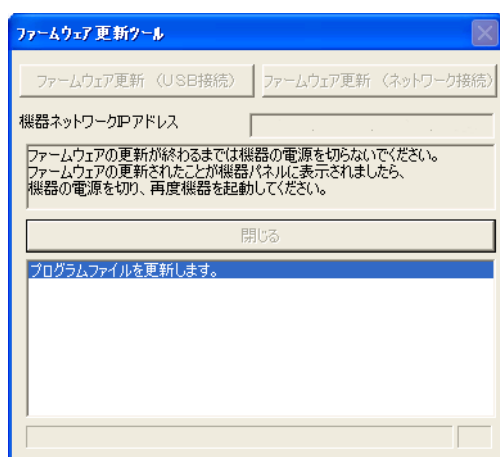 ファームウェア更新ツール
ファームウェア更新（USB接続）
ファームウェア更新（ネットワーク接続）
機器ネットワークIPアドレス
ファームウェアの更新が終わるまでは機器の電源を切らないでください。
ファームウェアの更新されたことが機器パネルに表示されましたら、
機器の電源を切り、再度機器を起動してください。
閉じる
プログラムファイルを更新します。